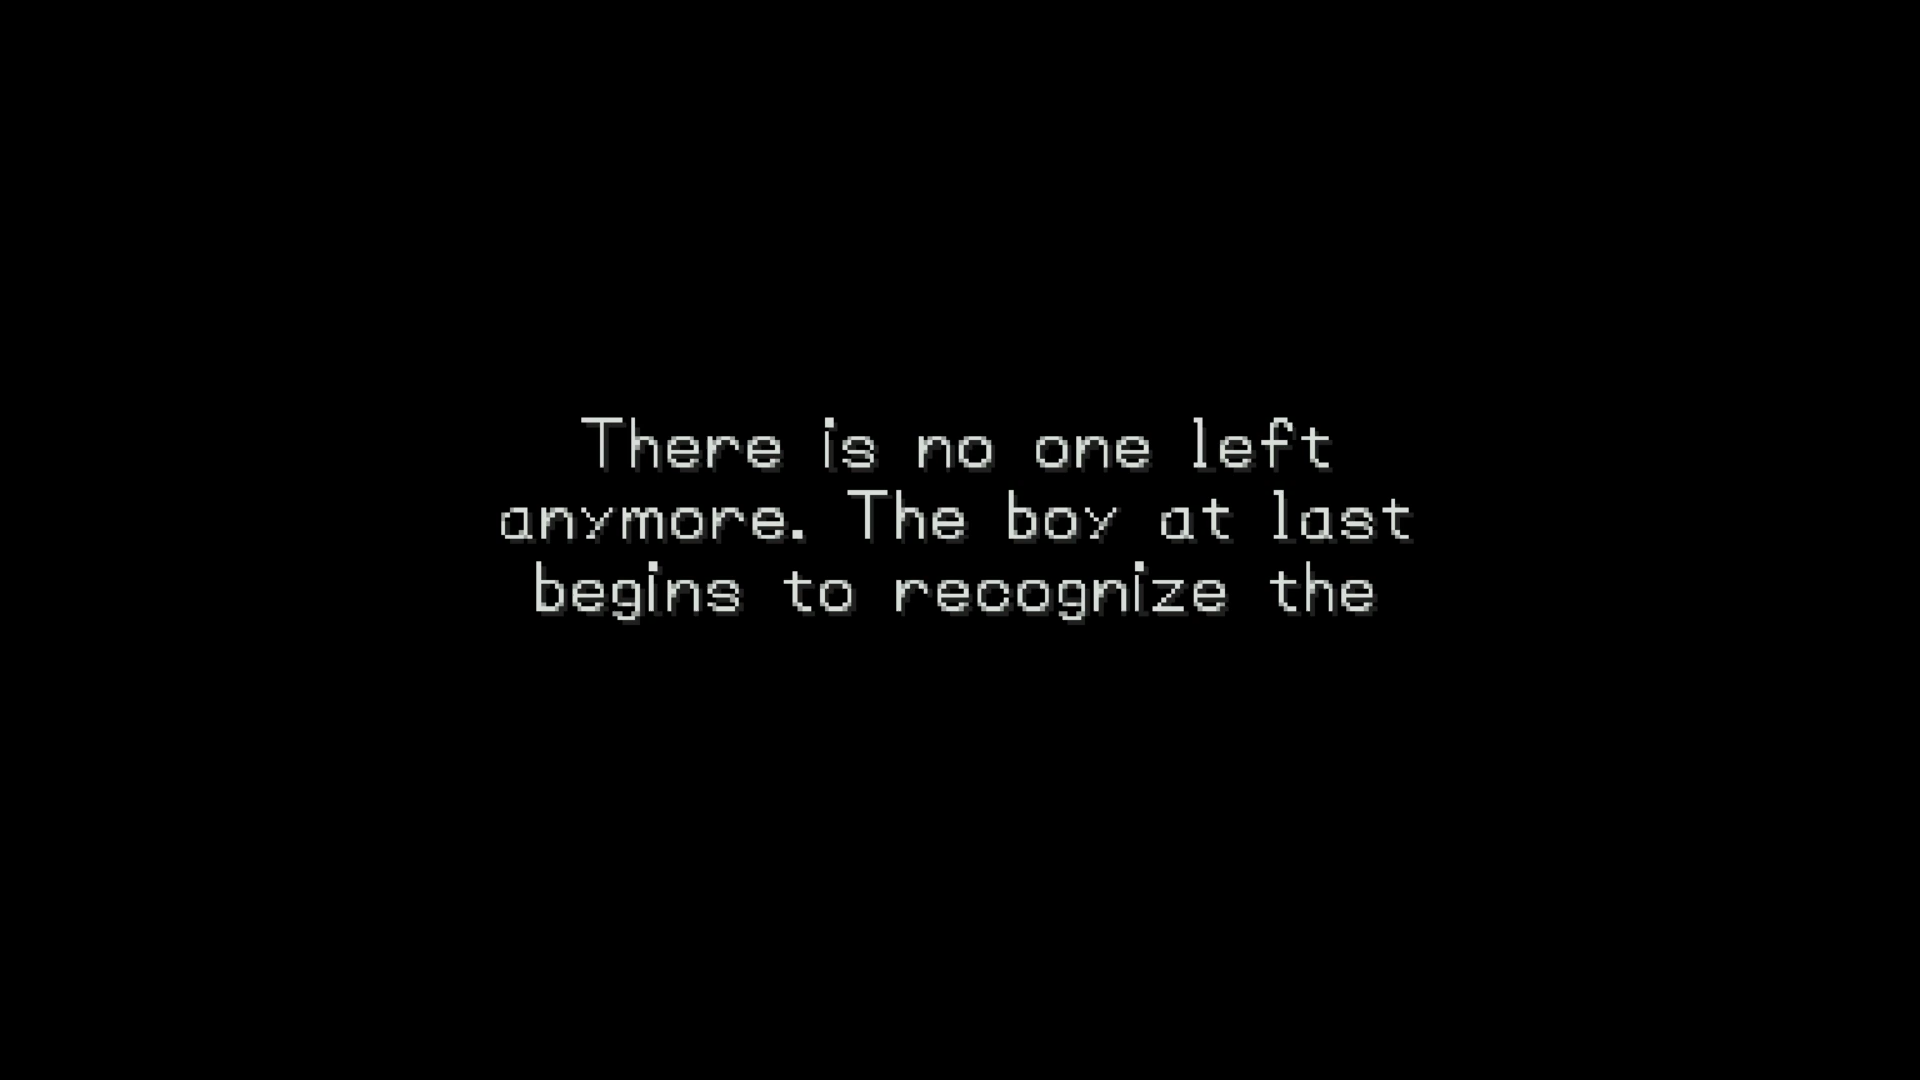 There is no one left
anymore. The boy at last
begins to recognize the